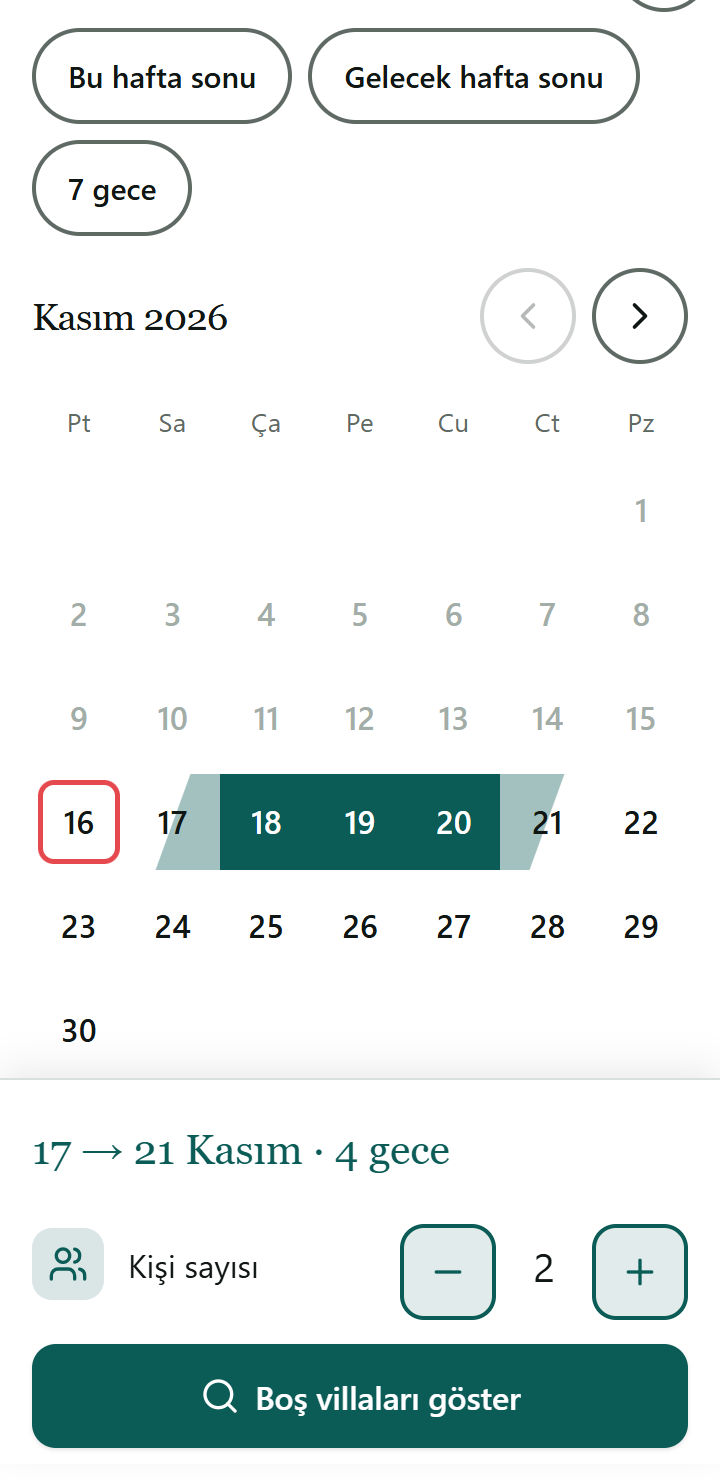 Bu hafta sonu Gelecek hafta sonu
7 gece
Kasım 2026
Pt Sa Ça Pe Cu Ct Pz
1
2 3 4 5 6 7 8
9 10 11 12 13 14 15
16 17 18 19 20 21 22
23 24 25 26 27 28 29
30
17 → 21 Kasım · 4 gece
Kişi sayısı − 2 +
Boş villaları göster